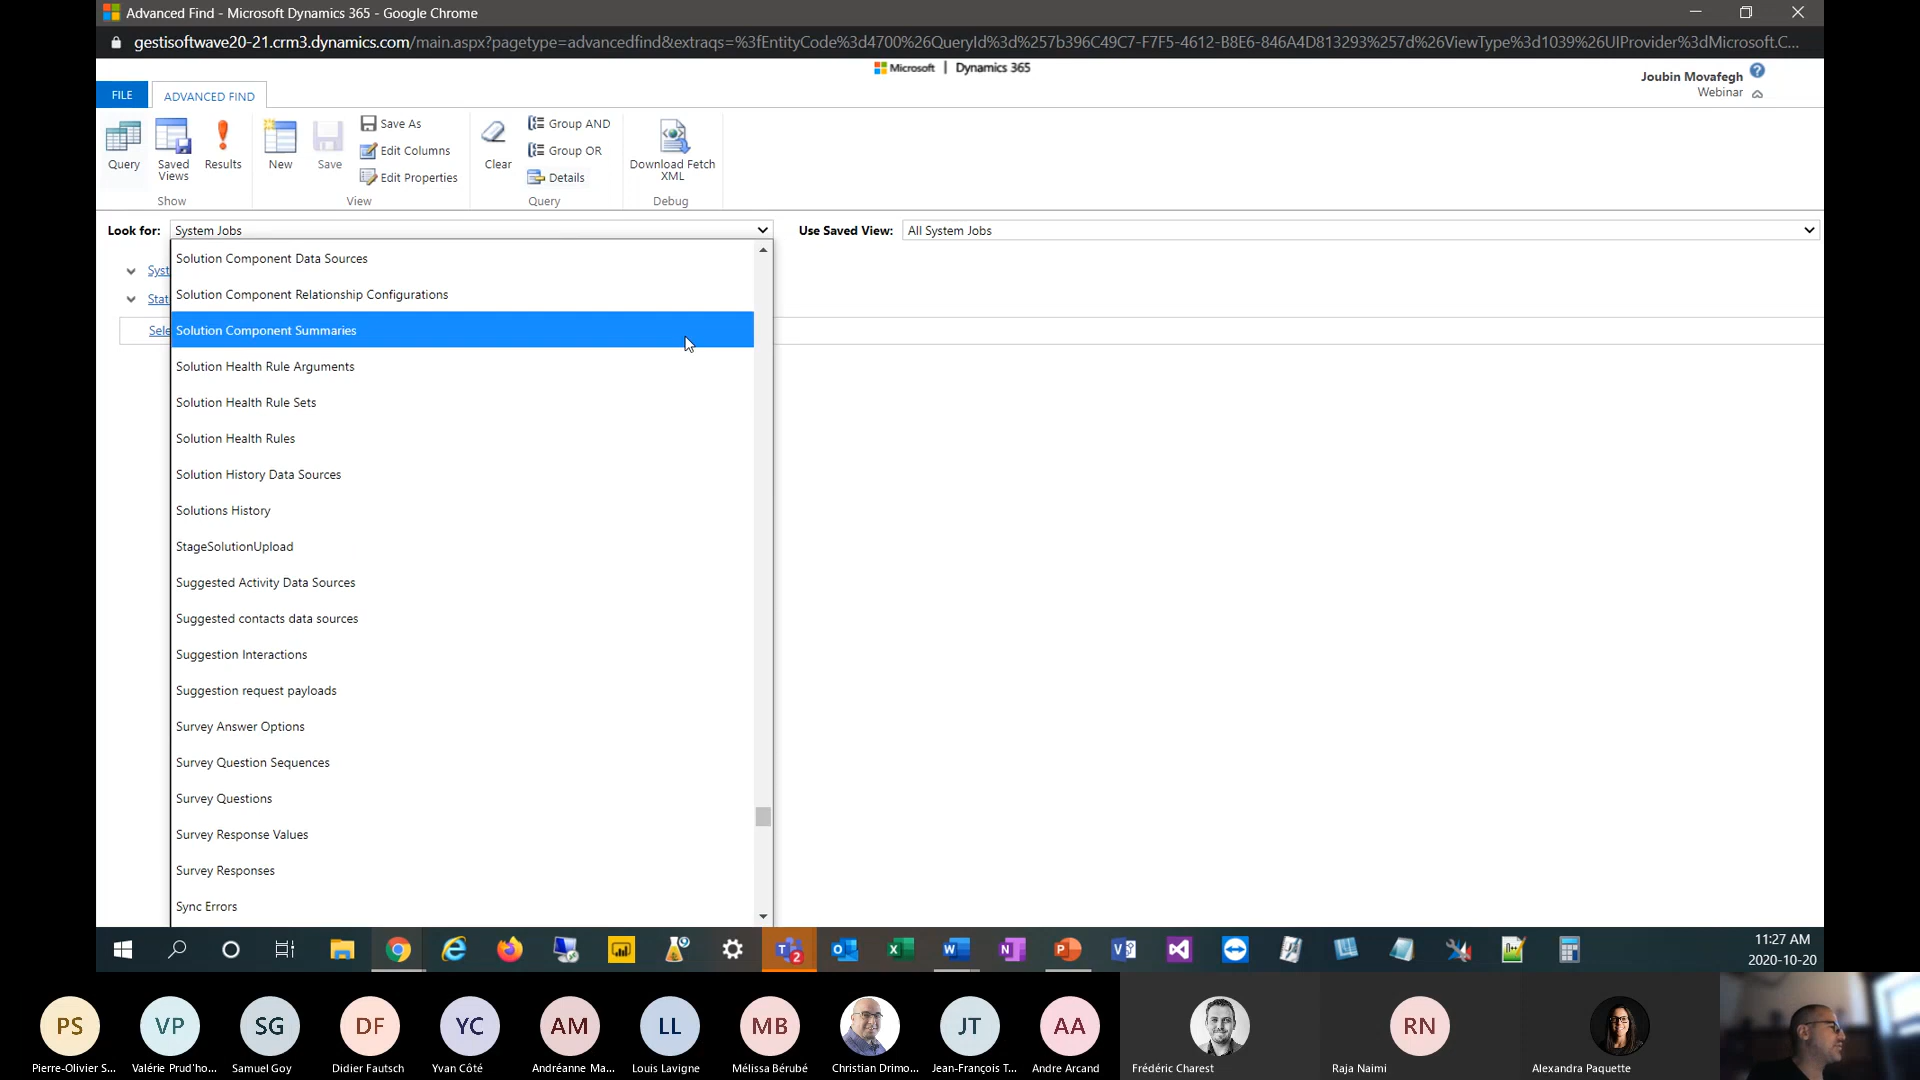 Advanced Find - Microsoft Dynamics 365 - Google Chrome
gestisoftwave20-21.crm3.dynamics.com/main.aspx?pagetype=advancedfind&extraqs=%3fEntityCode%3d4700%26QueryId%3d%257b396C49C7-F7F5-4612-B8E6-846A4D813293%257d%26ViewType%3d1039%26UIProvider%3dMicrosoft.C...
Microsoft | Dynamics 365
Joubin Movafegh
Webinar
FILE
ADVANCED FIND
Query
Saved Views
Results
Show
New
Save
Save As
Edit Columns
Edit Properties
View
Clear
Group AND
Group OR
Details
Query
Download Fetch XML
Debug
Look for:
System Jobs
Use Saved View:
All System Jobs
Syst
Stat
Sele
Solution Component Data Sources
Solution Component Relationship Configurations
Solution Component Summaries
Solution Health Rule Arguments
Solution Health Rule Sets
Solution Health Rules
Solution History Data Sources
Solutions History
StageSolutionUpload
Suggested Activity Data Sources
Suggested contacts data sources
Suggestion Interactions
Suggestion request payloads
Survey Answer Options
Survey Question Sequences
Survey Questions
Survey Response Values
Survey Responses
Sync Errors
11:27 AM
2020-10-20
PS
VP
SG
DF
YC
AM
LL
MB
JT
AA
RN
Pierre-Olivier S...
Valérie Prud'ho...
Samuel Goy
Didier Fautsch
Yvan Côté
Andréanne Ma...
Louis Lavigne
Mélissa Bérubé
Christian Drimo...
Jean-François T...
Andre Arcand
Frédéric Charest
Raja Naimi
Alexandra Paquette